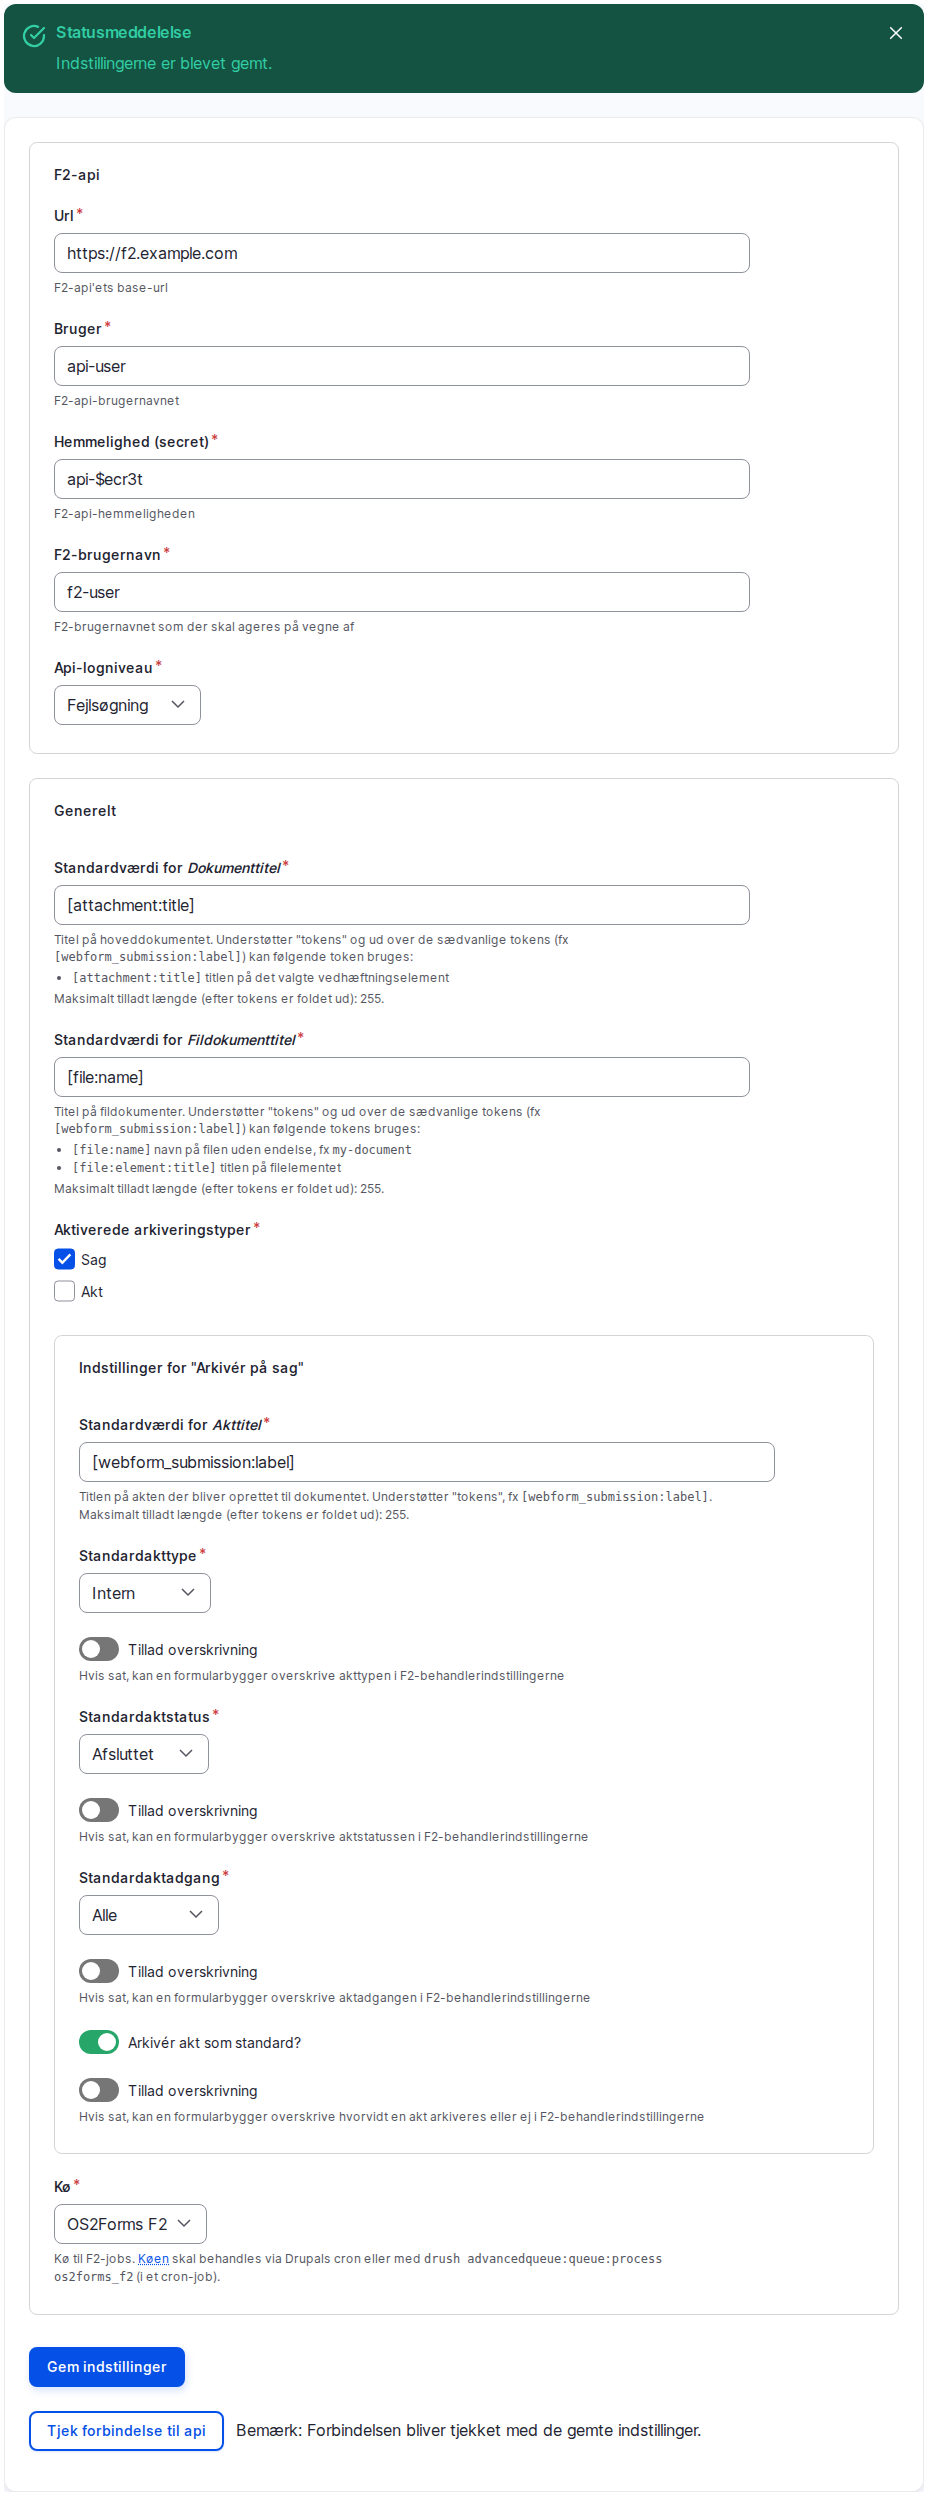 Statusmeddelelse
Indstillingerne er blevet gemt.
F2-api
Url*
https://f2.example.com
F2-api'ets base-url
Bruger*
api-user
F2-api-brugernavnet
Hemmelighed (secret)*
api-$ecr3t
F2-api-hemmeligheden
F2-brugernavn*
f2-user
F2-brugernavnet som der skal ageres på vegne af
Api-logniveau*
Fejlsøgning
Generelt
Standardværdi for Dokumenttitel*
[attachment:title]
Titel på hoveddokumentet. Understøtter "tokens" og ud over de sædvanlige tokens (fx
[webform_submission:label]) kan følgende token bruges:
• [attachment:title] titlen på det valgte vedhæftningselement
Maksimalt tilladt længde (efter tokens er foldet ud): 255.
Standardværdi for Fildokumenttitel*
[file:name]
Titel på fildokumenter. Understøtter "tokens" og ud over de sædvanlige tokens (fx
[webform_submission:label]) kan følgende tokens bruges:
• [file:name] navn på filen uden endelse, fx my-document
• [file:element:title] titlen på filelementet
Maksimalt tilladt længde (efter tokens er foldet ud): 255.
Aktiverede arkiveringstyper*
Sag
Akt
Indstillinger for "Arkivér på sag"
Standardværdi for Akttitel*
[webform_submission:label]
Titlen på akten der bliver oprettet til dokumentet. Understøtter "tokens", fx [webform_submission:label].
Maksimalt tilladt længde (efter tokens er foldet ud): 255.
Standardakttype*
Intern
Tillad overskrivning
Hvis sat, kan en formularbygger overskrive akttypen i F2-behandlerindstillingerne
Standardaktstatus*
Afsluttet
Tillad overskrivning
Hvis sat, kan en formularbygger overskrive aktstatussen i F2-behandlerindstillingerne
Standardaktadgang*
Alle
Tillad overskrivning
Hvis sat, kan en formularbygger overskrive aktadgangen i F2-behandlerindstillingerne
Arkivér akt som standard?
Tillad overskrivning
Hvis sat, kan en formularbygger overskrive hvorvidt en akt arkiveres eller ej i F2-behandlerindstillingerne
Kø*
OS2Forms F2
Kø til F2-jobs. Køen skal behandles via Drupals cron eller med drush advancedqueue:queue:process
os2forms_f2 (i et cron-job).
Gem indstillinger
Tjek forbindelse til api Bemærk: Forbindelsen bliver tjekket med de gemte indstillinger.